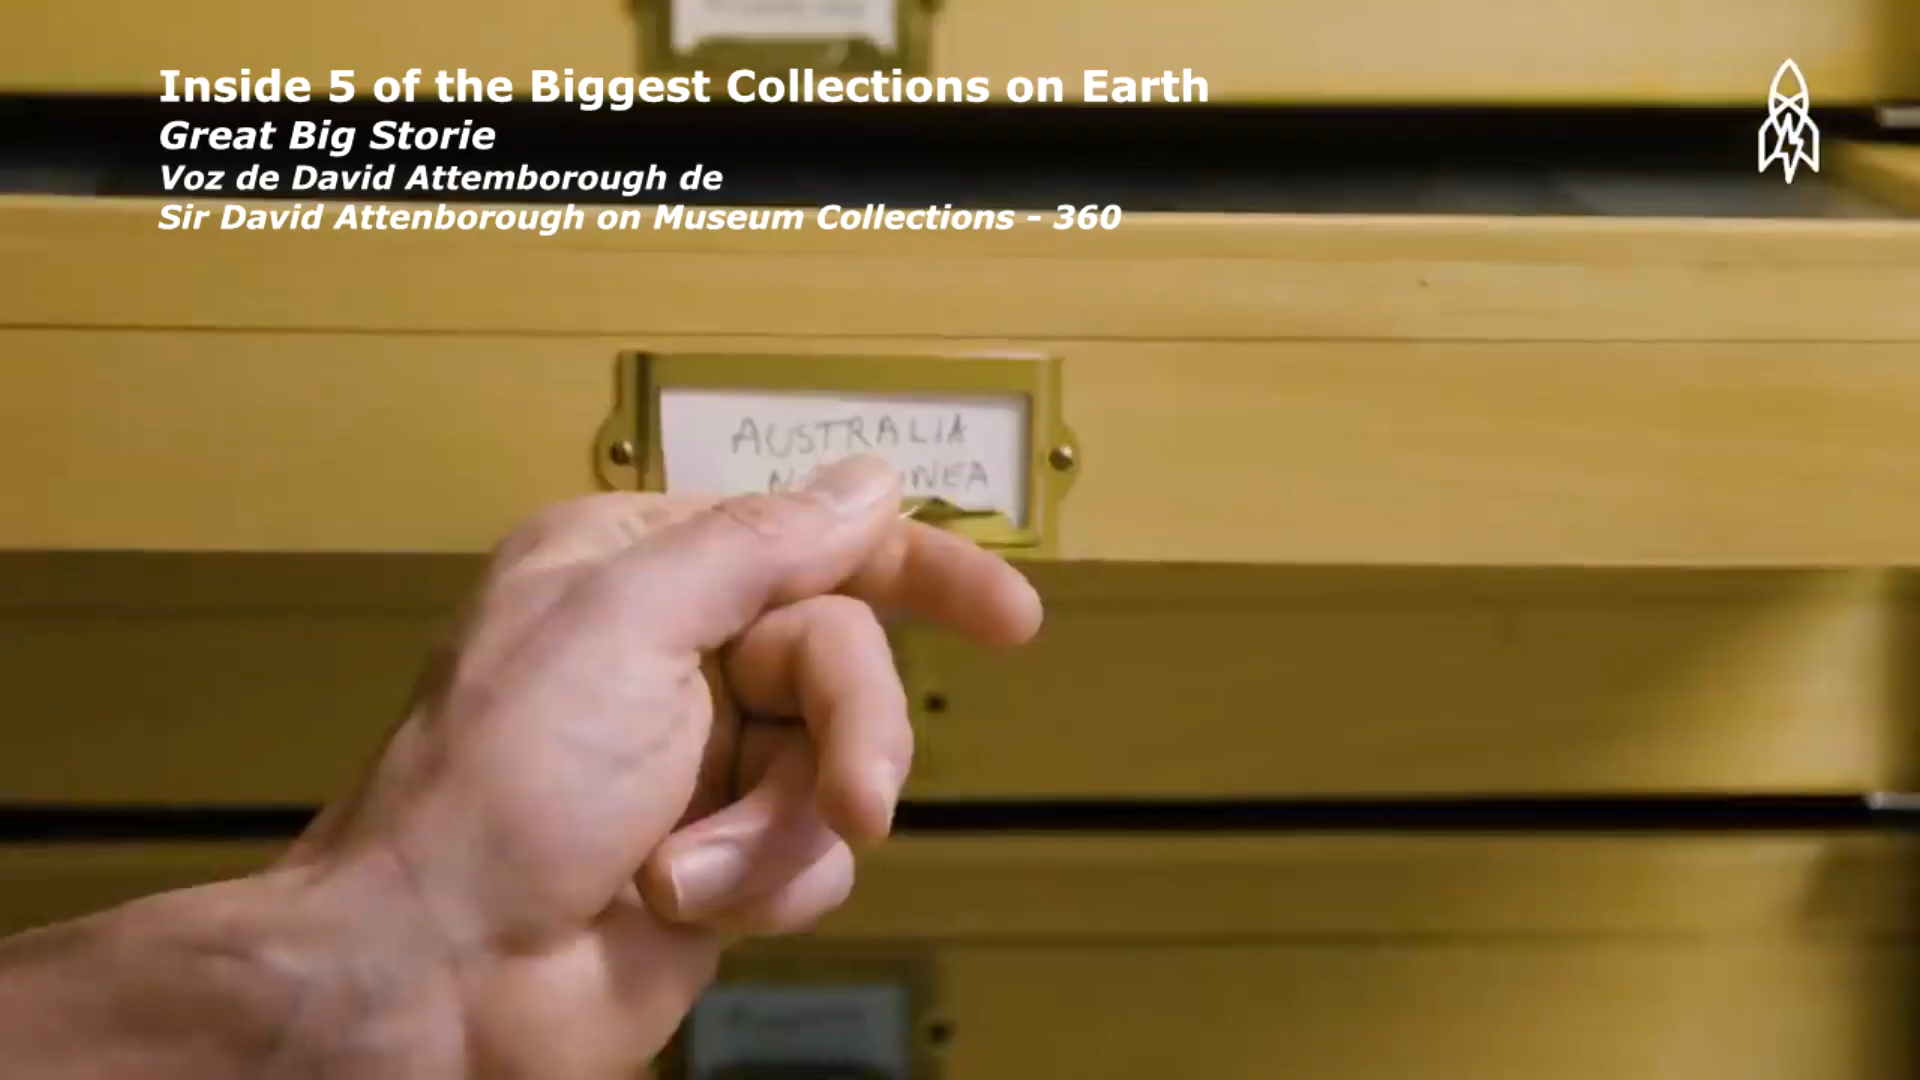 Inside 5 of the Biggest Collections on Earth
Great Big Storie
Voz de David Attemborough de
Sir David Attenborough on Museum Collections - 360
AUSTRALIA